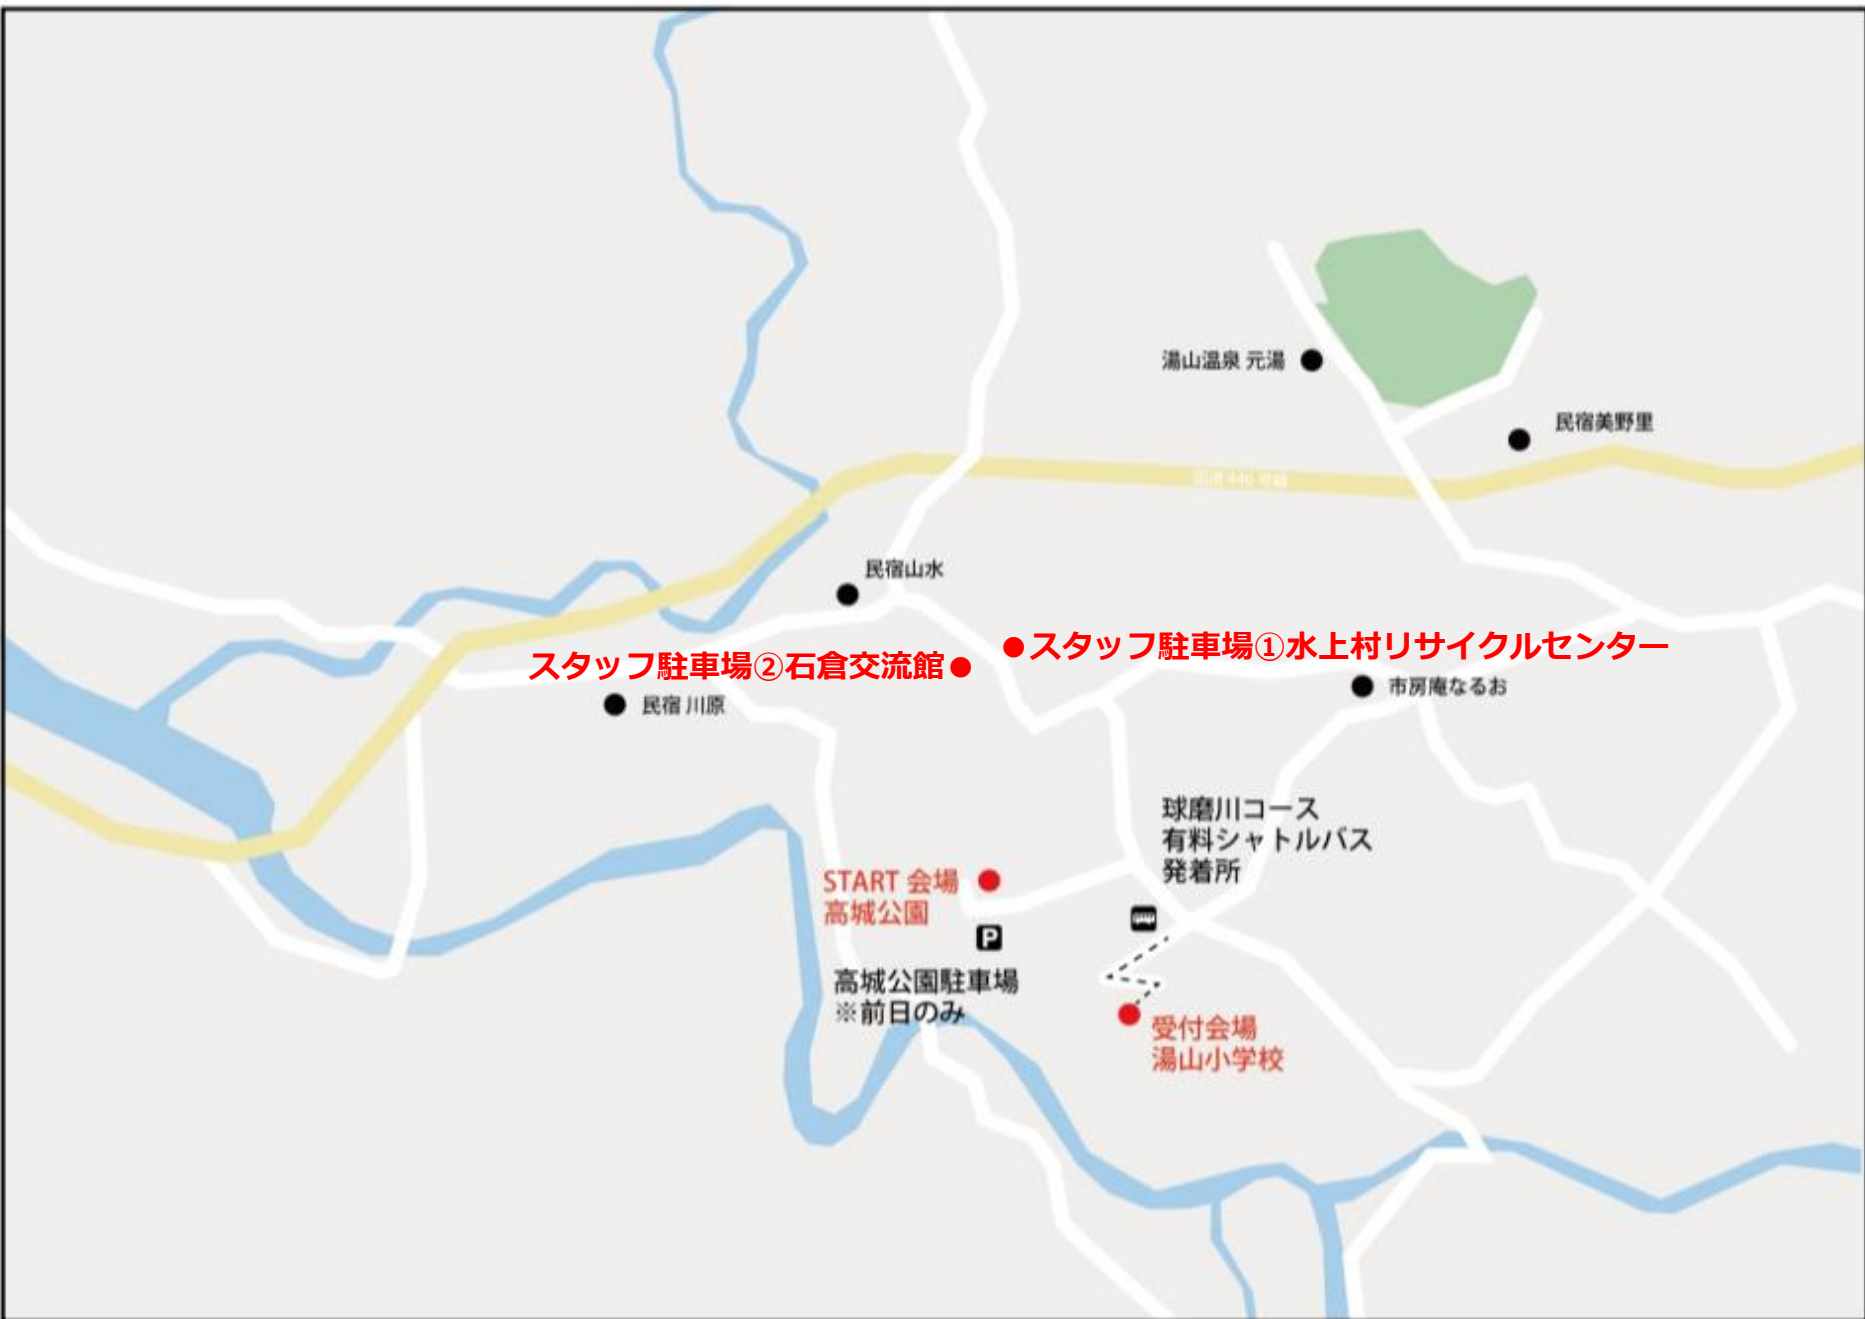 湯山温泉 元湯
民宿美野里
民宿山水
●スタッフ駐車場①水上村リサイクルセンター
スタッフ駐車場②石倉交流館●
市房庵なるお
民宿 川原
球磨川コース
有料シャトルバス
発着所
START 会場
高城公園
P
高城公園駐車場
※前日のみ
受付会場
湯山小学校